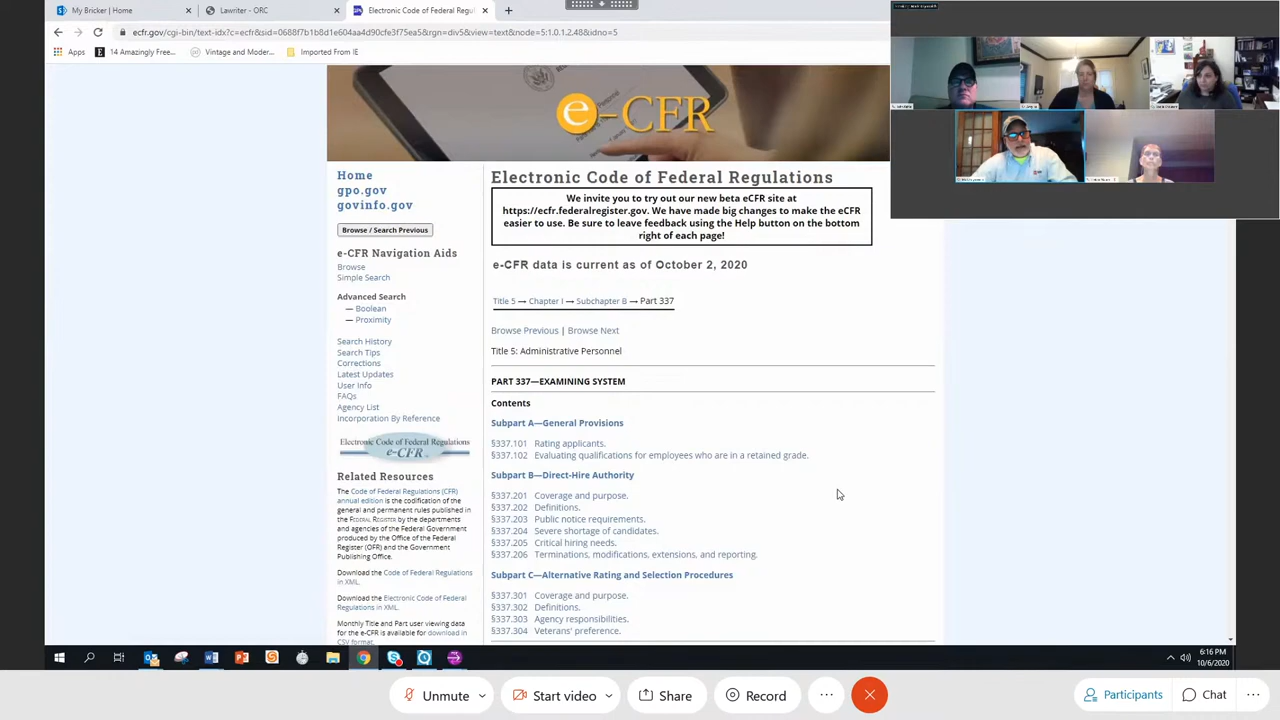 My Bricker | Home
Lawriter - ORC
Electronic Code of Federal Regul
ecfr.gov/cgi-bin/text-idx?c=ecfr&sid=0688f7b1b8d1e604aa4d90cfe3f75ea5&rgn=div5&view=text&node=5:1.0.1.2.48&idno=5
Apps
14 Amazingly Free...
Vintage and Moder...
Imported From IE
e-CFR
Home
gpo.gov
govinfo.gov
Browse / Search Previous
e-CFR Navigation Aids
Browse
Simple Search
Advanced Search
— Boolean
— Proximity
Search History
Search Tips
Corrections
Latest Updates
User Info
FAQs
Agency List
Incorporation By Reference
Electronic Code of Federal Regulations
e-CFR
Related Resources
The Code of Federal Regulations (CFR)
annual edition is the codification of the
general and permanent rules published in
the Federal Register by the departments
and agencies of the Federal Government
produced by the Office of the Federal
Register (OFR) and the Government
Publishing Office.
Download the Code of Federal Regulations
in XML.
Download the Electronic Code of Federal
Regulations in XML.
Monthly Title and Part user viewing data
for the e-CFR is available for download in
CSV format.
Electronic Code of Federal Regulations
We invite you to try out our new beta eCFR site at
https://ecfr.federalregister.gov. We have made big changes to make the eCFR
easier to use. Be sure to leave feedback using the Help button on the bottom
right of each page!
e-CFR data is current as of October 2, 2020
Title 5 → Chapter I → Subchapter B → Part 337
Browse Previous | Browse Next
Title 5: Administrative Personnel
PART 337—EXAMINING SYSTEM
Contents
Subpart A—General Provisions
§337.101 Rating applicants.
§337.102 Evaluating qualifications for employees who are in a retained grade.
Subpart B—Direct-Hire Authority
§337.201 Coverage and purpose.
§337.202 Definitions.
§337.203 Public notice requirements.
§337.204 Severe shortage of candidates.
§337.205 Critical hiring needs.
§337.206 Terminations, modifications, extensions, and reporting.
Subpart C—Alternative Rating and Selection Procedures
§337.301 Coverage and purpose.
§337.302 Definitions.
§337.303 Agency responsibilities.
§337.304 Veterans' preference.
6:16 PM
10/6/2020
Unmute
Start video
Share
Record
Participants
Chat